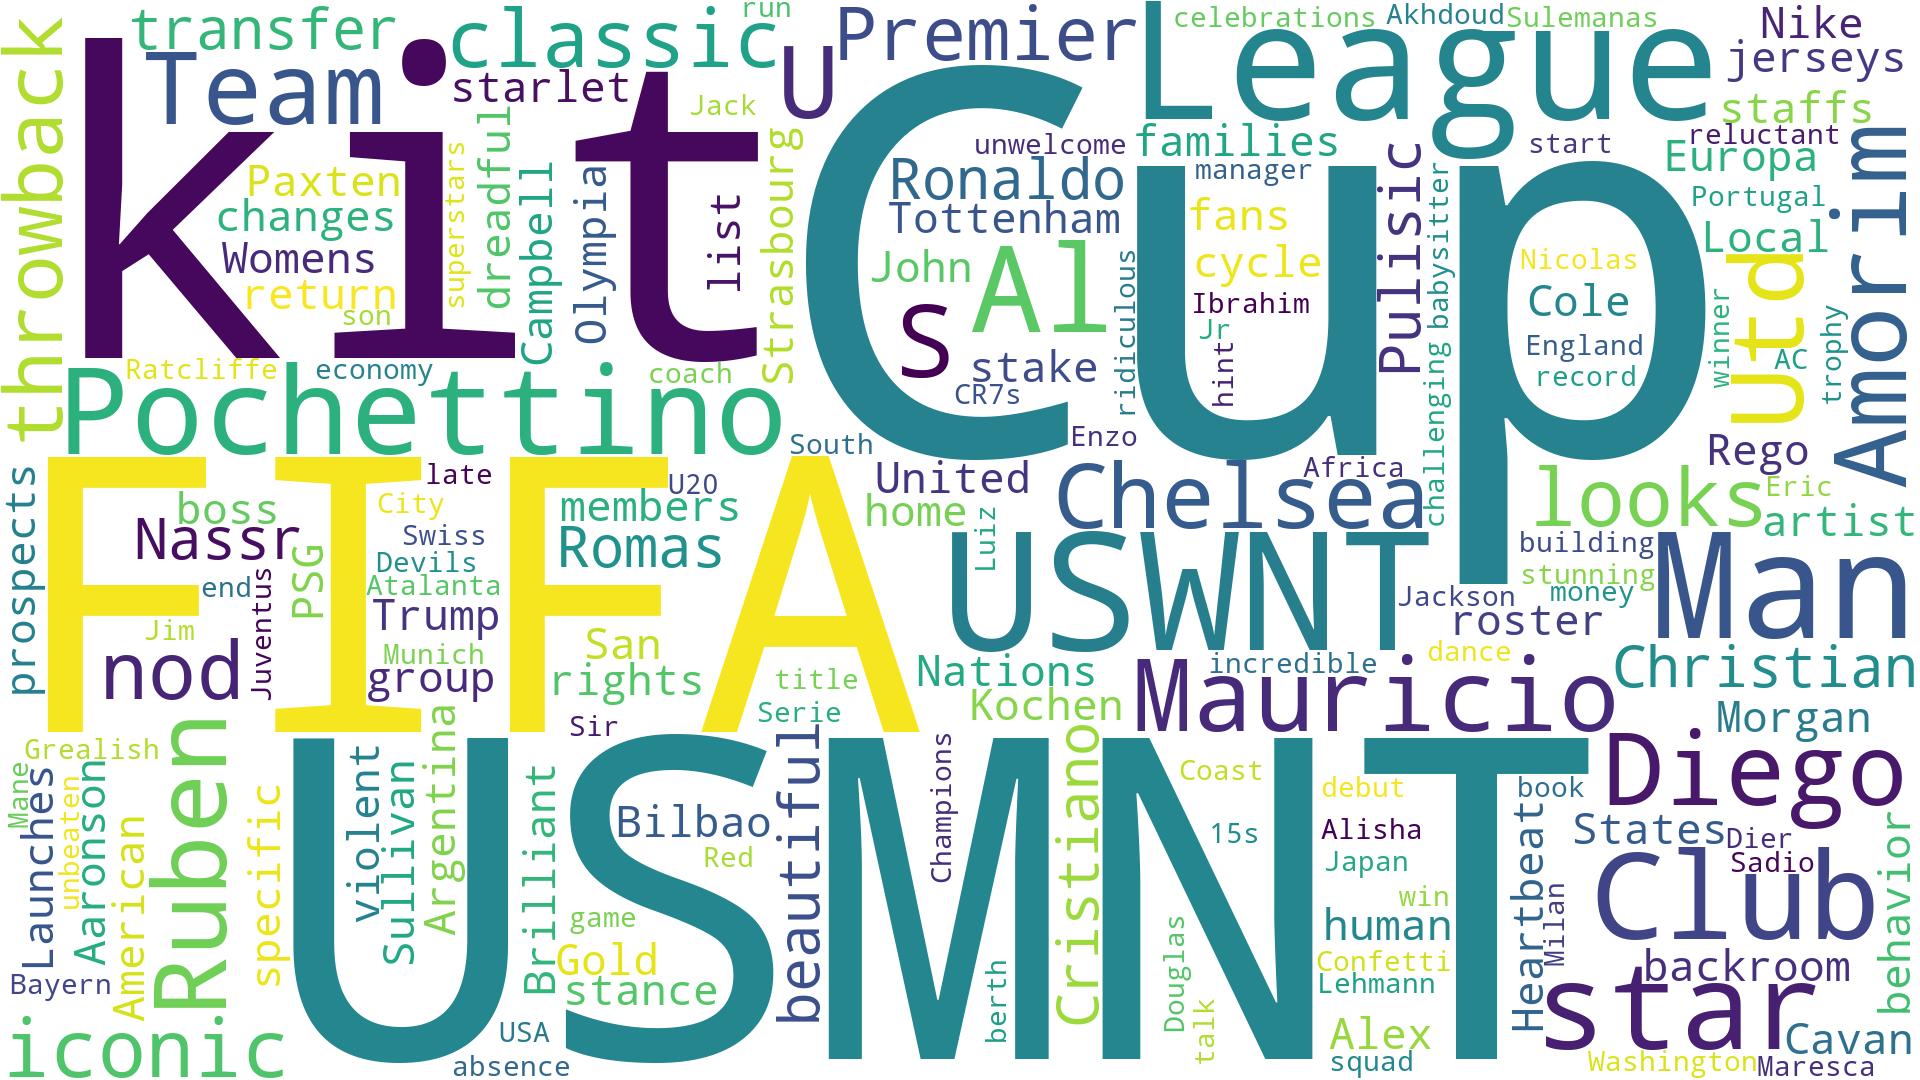 run
celebrations
Akhdoud
Sulemanas
transfer
classic
Premier
League
Nike
throwback
kit
Team
starlet
U
jerseys
Jack
staffs
Cup
dreadful
Strasbourg
unwelcome
families
start
reluctant
Amorim
Paxten
superstars
Campbell
Olympia
list
Ronaldo
manager
Pulisic
challenging
babysitter
Europa
changes
Tottenham
fans
Portugal
Womens
John
Al
cycle
Nicolas
Local
return
son
S
ridiculous
Ibrahim
Cole
Utd
Jr
England
winner
trophy
Ratcliffe
economy
coach
stake
hint
record
AC
Pochettino
CR7s
South
Enzo
Rego
prospects
FIFA
late
U20
United
Chelsea
Africa
looks
Eric
boss
City
members
home
Luiz
artist
Nassr
PSG
Swiss
Romas
USWNT
building
Man
Juventus
Devils
stunning
end
Atalanta
Jackson
money
Jim
Trump
San
roster
nod
Munich
group
rights
title
Nations
incredible
dance
Christian
Kochen
Mauricio
Ruben
Argentina
Sir
Serie
Morgan
Grealish
USMNT
beautiful
Champions
Cristiano
Diego
Mane
Launches
unbeaten
Aaronson
American
specific
violent
Sullivan
Brilliant
Bilbao
Coast
debut
book
15s
Alisha
Heartbeat
States
Dier
behavior
Red
Japan
Sadio
Milan
Club
game
win
human
Gold
Douglas
Confetti
backroom
Bayern
stance
berth
Lehmann
star
iconic
USA
talk
Alex
Cavan
absence
squad
Washington
Maresca